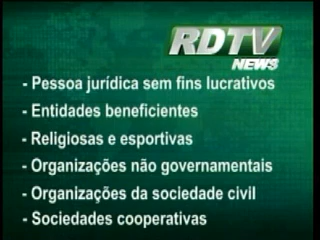 RDTV
NEWS
- Pessoa jurídica sem fins lucrativos
- Entidades beneficientes
- Religiosas e esportivas
- Organizações não governamentais
- Organizações da sociedade civil
- Sociedades cooperativas